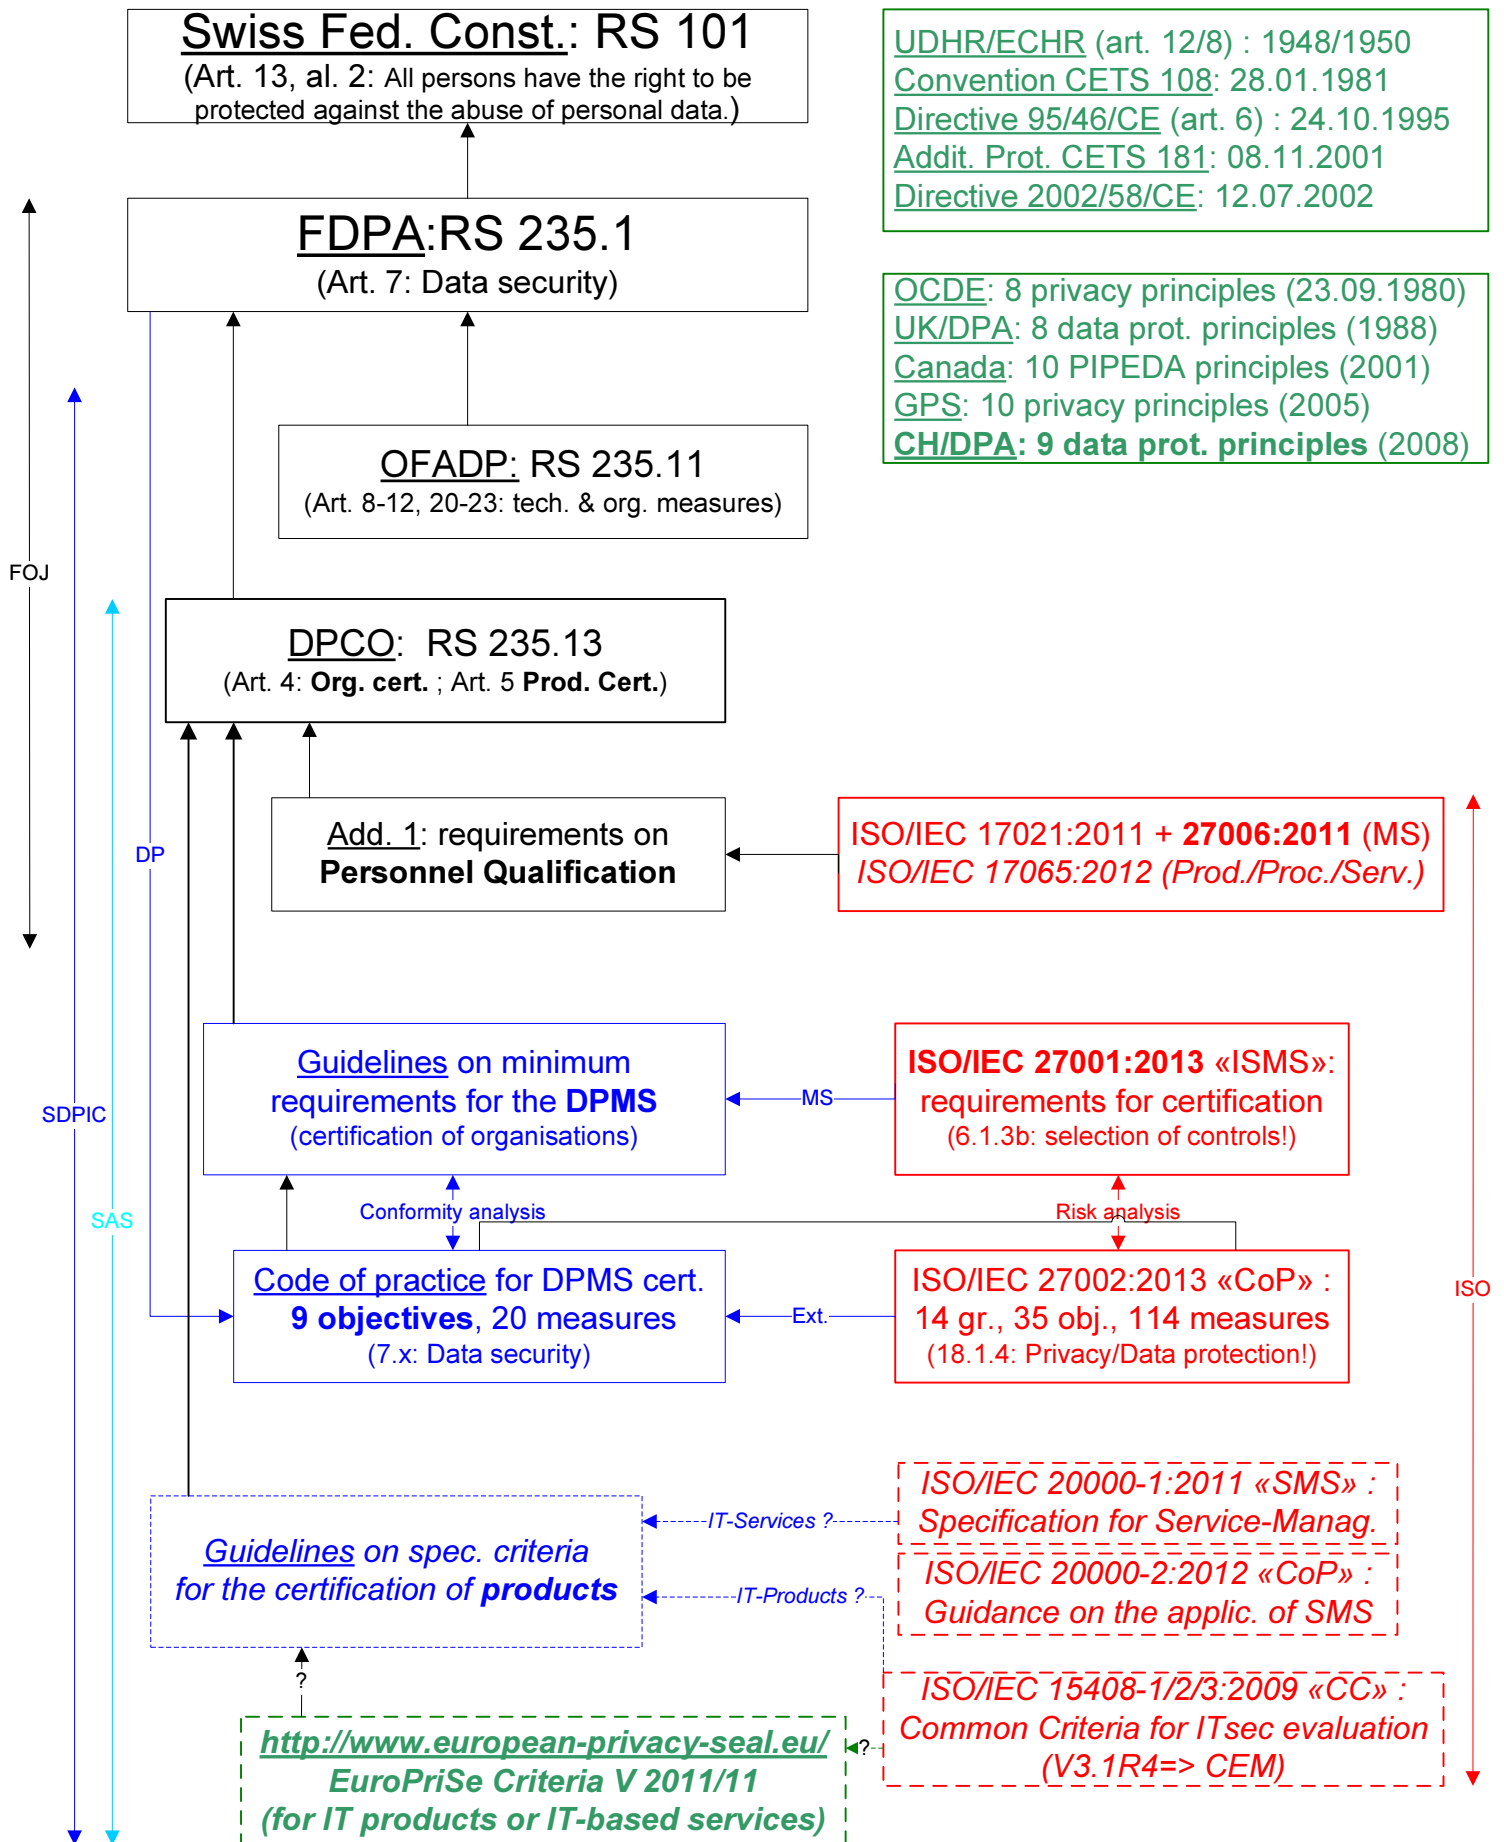 Swiss Fed. Const.: RS 101
(Art. 13, al. 2: All persons have the right to be
protected against the abuse of personal data.)
UDHR/ECHR (art. 12/8) : 1948/1950
Convention CETS 108: 28.01.1981
Directive 95/46/CE (art. 6) : 24.10.1995
Addit. Prot. CETS 181: 08.11.2001
Directive 2002/58/CE: 12.07.2002
FDPA:RS 235.1
(Art. 7: Data security)
OCDE: 8 privacy principles (23.09.1980)
UK/DPA: 8 data prot. principles (1988)
Canada: 10 PIPEDA principles (2001)
GPS: 10 privacy principles (2005)
CH/DPA: 9 data prot. principles (2008)
OFADP: RS 235.11
(Art. 8-12, 20-23: tech. & org. measures)
FOJ
DPCO: RS 235.13
(Art. 4: Org. cert. ; Art. 5 Prod. Cert.)
DP
Add. 1: requirements on
Personnel Qualification
ISO/IEC 17021:2011 + 27006:2011 (MS)
ISO/IEC 17065:2012 (Prod./Proc./Serv.)
SDPIC
Guidelines on minimum
requirements for the DPMS
(certification of organisations)
MS
ISO/IEC 27001:2013 «ISMS»:
requirements for certification
(6.1.3b: selection of controls!)
SAS
Conformity analysis
Risk analysis
Code of practice for DPMS cert.
9 objectives, 20 measures
(7.x: Data security)
Ext.
ISO/IEC 27002:2013 «CoP» :
14 gr., 35 obj., 114 measures
(18.1.4: Privacy/Data protection!)
ISO
Guidelines on spec. criteria
for the certification of products
IT-Services ?
IT-Products ?
ISO/IEC 20000-1:2011 «SMS» :
Specification for Service-Manag.
ISO/IEC 20000-2:2012 «CoP» :
Guidance on the applic. of SMS
?
http://www.european-privacy-seal.eu/
EuroPriSe Criteria V 2011/11
(for IT products or IT-based services)
?
ISO/IEC 15408-1/2/3:2009 «CC» :
Common Criteria for ITsec evaluation
(V3.1R4=> CEM)